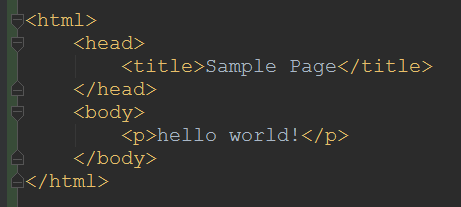 <html>
    <head>
        <title>Sample Page</title>
    </head>
    <body>
        <p>hello world!</p>
    </body>
</html>